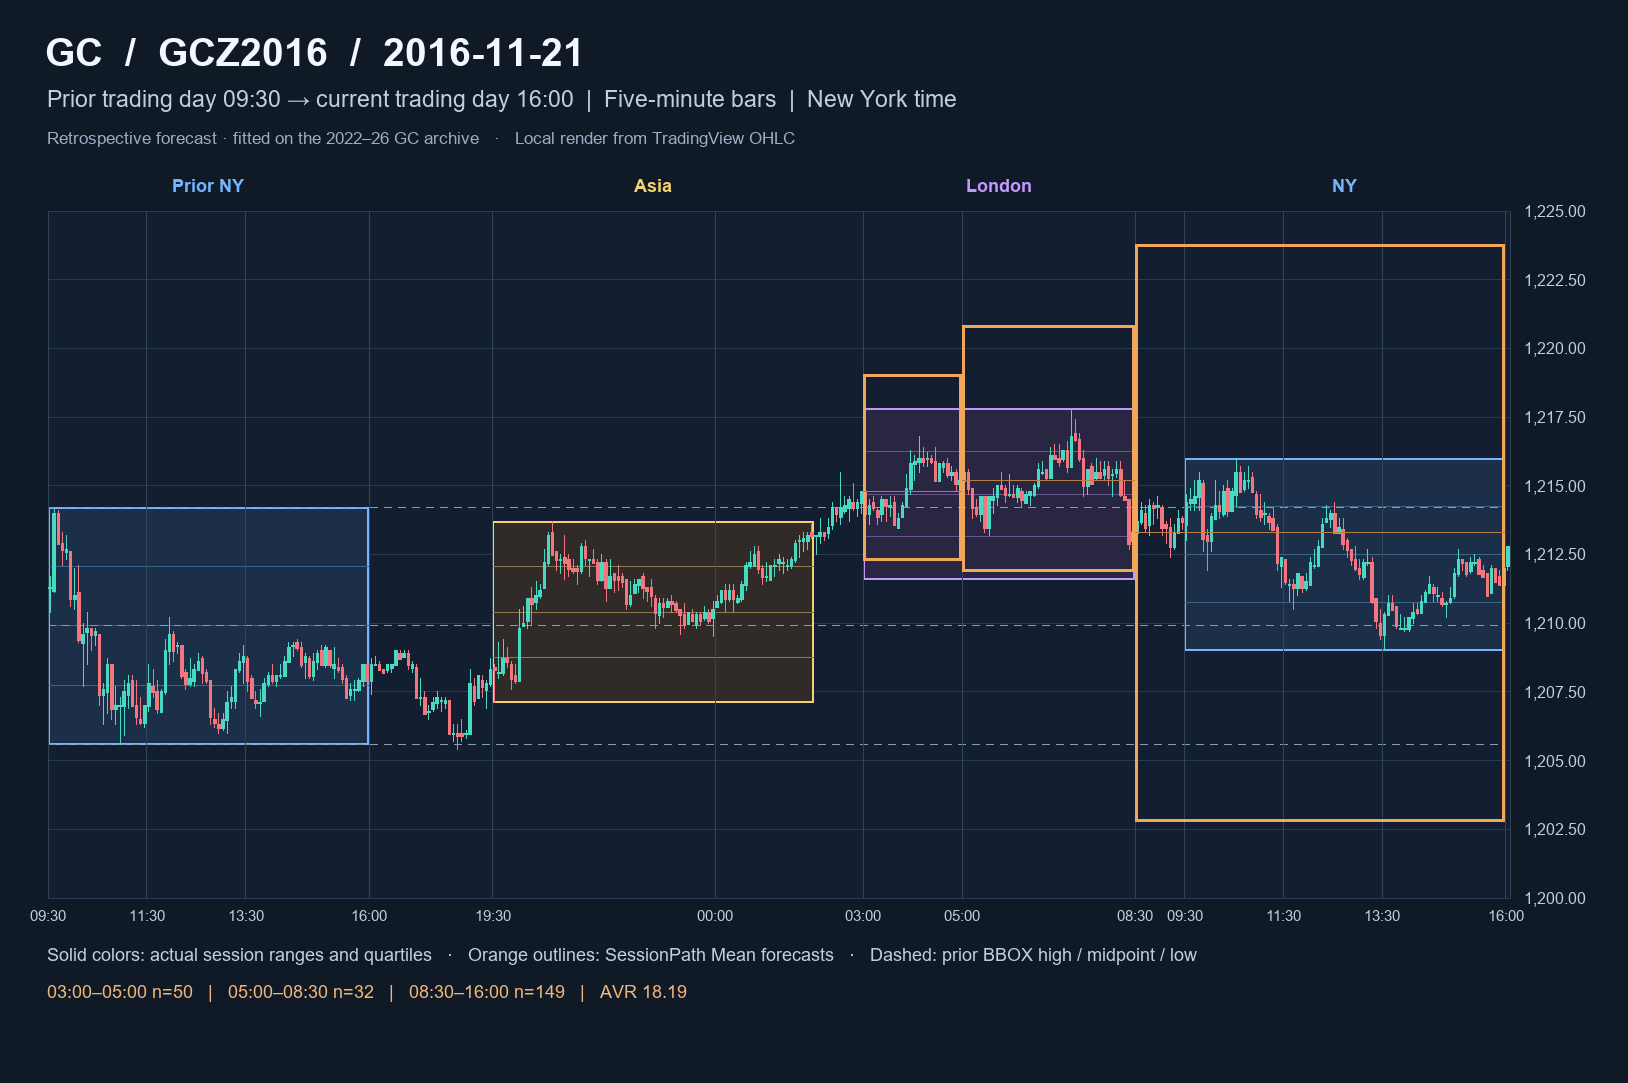 GC / GCZ2016 / 2016-11-21
Prior trading day 09:30 → current trading day 16:00 | Five-minute bars | New York time
Retrospective forecast · fitted on the 2022–26 GC archive · Local render from TradingView OHLC
Prior NY Asia London NY
1,225.00
1,222.50
1,220.00
1,217.50
1,215.00
1,212.50
1,210.00
1,207.50
1,205.00
1,202.50
1,200.00
09:30 11:30 13:30 16:00 19:30 00:00 03:00 05:00 08:30 09:30 11:30 13:30 16:00
Solid colors: actual session ranges and quartiles · Orange outlines: SessionPath Mean forecasts · Dashed: prior BBOX high / midpoint / low
03:00–05:00 n=50 | 05:00–08:30 n=32 | 08:30–16:00 n=149 | AVR 18.19